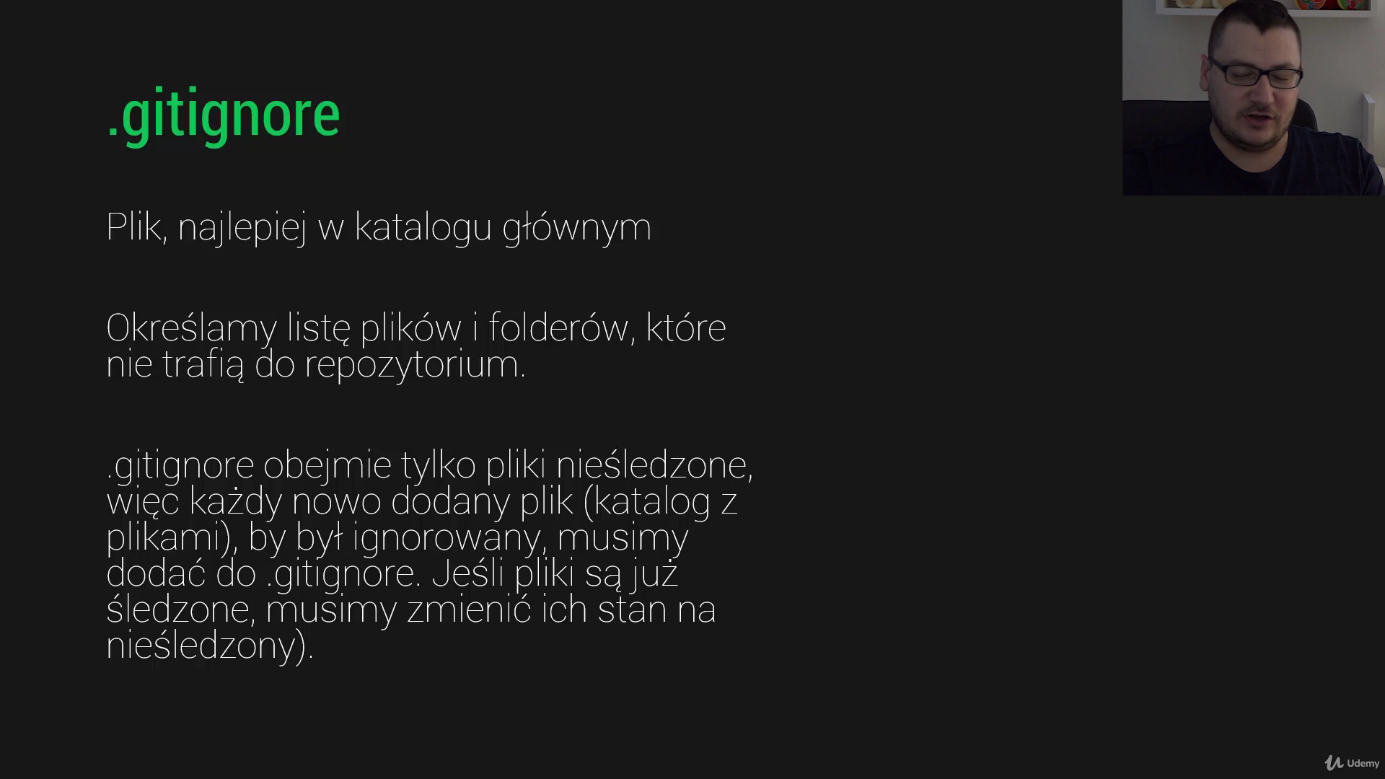 .gitignore
Plik, najlepiej w katalogu głównym
Określamy listę plików i folderów, które
nie trafią do repozytorium.
.gitignore obejmie tylko pliki nieśledzone,
więc każdy nowo dodany plik (katalog z
plikami), by był ignorowany, musimy
dodać do .gitignore. Jeśli pliki są już
śledzone, musimy zmienić ich stan na
nieśledzony).
Udemy